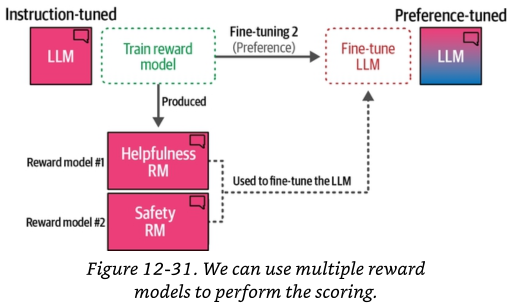 Instruction-tuned
Preference-tuned
LLM
Train reward
model
Fine-tuning 2
(Preference)
Fine-tune
LLM
LLM
Produced
Reward model #1
Helpfulness
RM
Used to fine-tune the LLM
Reward model #2
Safety
RM
Figure 12-31. We can use multiple reward
models to perform the scoring.